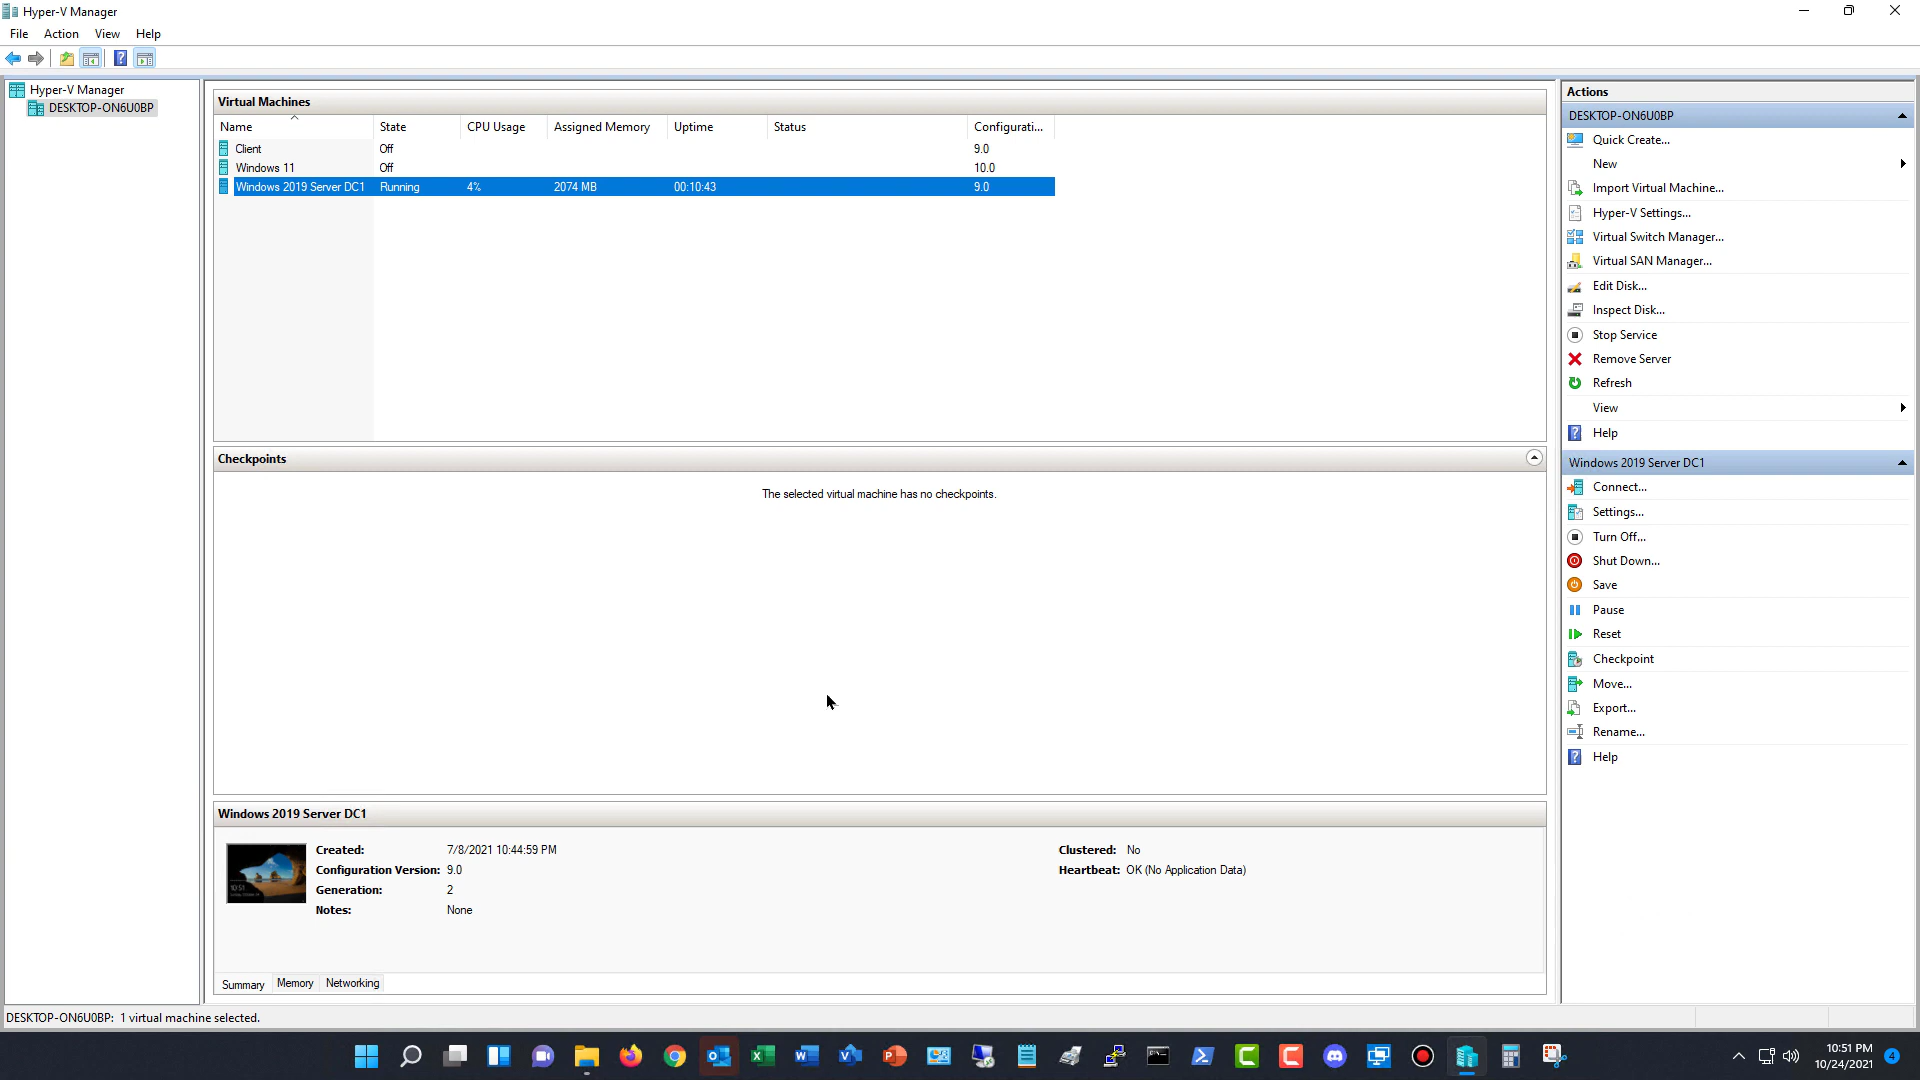 Hyper-V Manager
File Action View Help
Hyper-V Manager
DESKTOP-ON6U0BP
Virtual Machines
Name State CPU Usage Assigned Memory Uptime Status Configurati...
Client Off 9.0
Windows 11 Off 10.0
Windows 2019 Server DC1 Running 4% 2074 MB 00:10:43 9.0
Checkpoints
The selected virtual machine has no checkpoints.
Windows 2019 Server DC1
Created: 7/8/2021 10:44:59 PM Clustered: No
Configuration Version: 9.0 Heartbeat: OK (No Application Data)
Generation: 2
Notes: None
10:51
Summary Memory Networking
Actions
DESKTOP-ON6U0BP
Quick Create...
New
Import Virtual Machine...
Hyper-V Settings...
Virtual Switch Manager...
Virtual SAN Manager...
Edit Disk...
Inspect Disk...
Stop Service
Remove Server
Refresh
View
Help
Windows 2019 Server DC1
Connect...
Settings...
Turn Off...
Shut Down...
Save
Pause
Reset
Checkpoint
Move...
Export...
Rename...
Help
DESKTOP-ON6U0BP: 1 virtual machine selected.
10:51 PM
10/24/2021
4